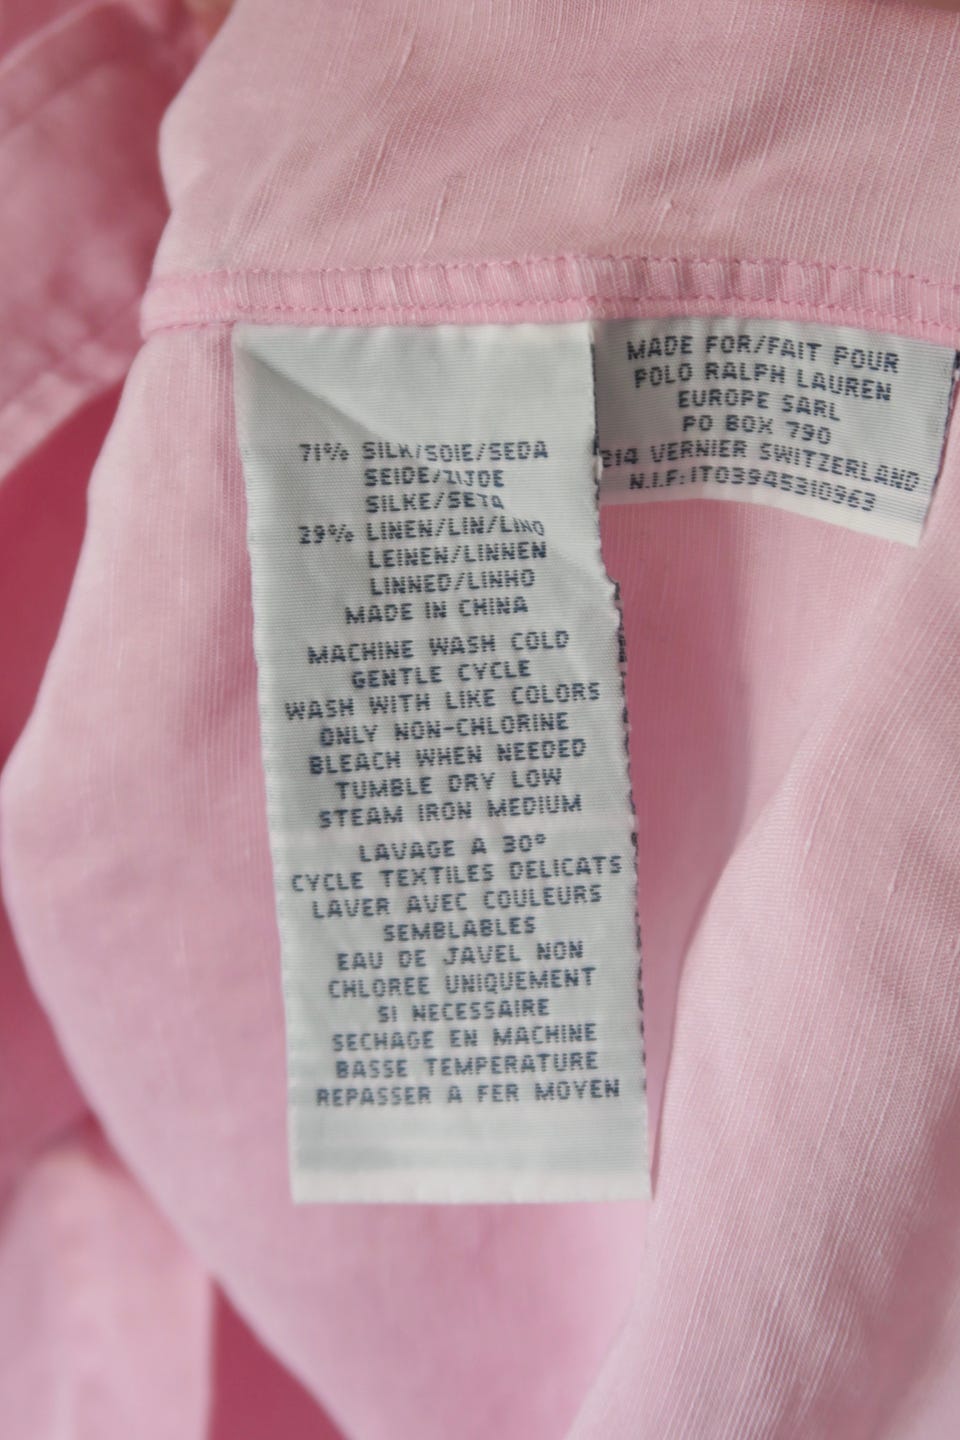 71% SILK/SOIE/SEDA
SEIDE/ZIJDE
SILKE/SETA
29% LINEN/LIN/LINO
LEINEN/LINNEN
LINNED/LINHO
MADE IN CHINA
MACHINE WASH COLD
GENTLE CYCLE
WASH WITH LIKE COLORS
ONLY NON-CHLORINE
BLEACH WHEN NEEDED
TUMBLE DRY LOW
STEAM IRON MEDIUM
LAVAGE A 30°
CYCLE TEXTILES DELICATS
LAVER AVEC COULEURS
SEMBLABLES
EAU DE JAVEL NON
CHLOREE UNIQUEMENT
SI NECESSAIRE
SECHAGE EN MACHINE
BASSE TEMPERATURE
REPASSER A FER MOYEN
MADE FOR/FAIT POUR
POLO RALPH LAUREN
EUROPE SARL
PO BOX 790
214 VERNIER SWITZERLAND
N.I.F:IT03945310963